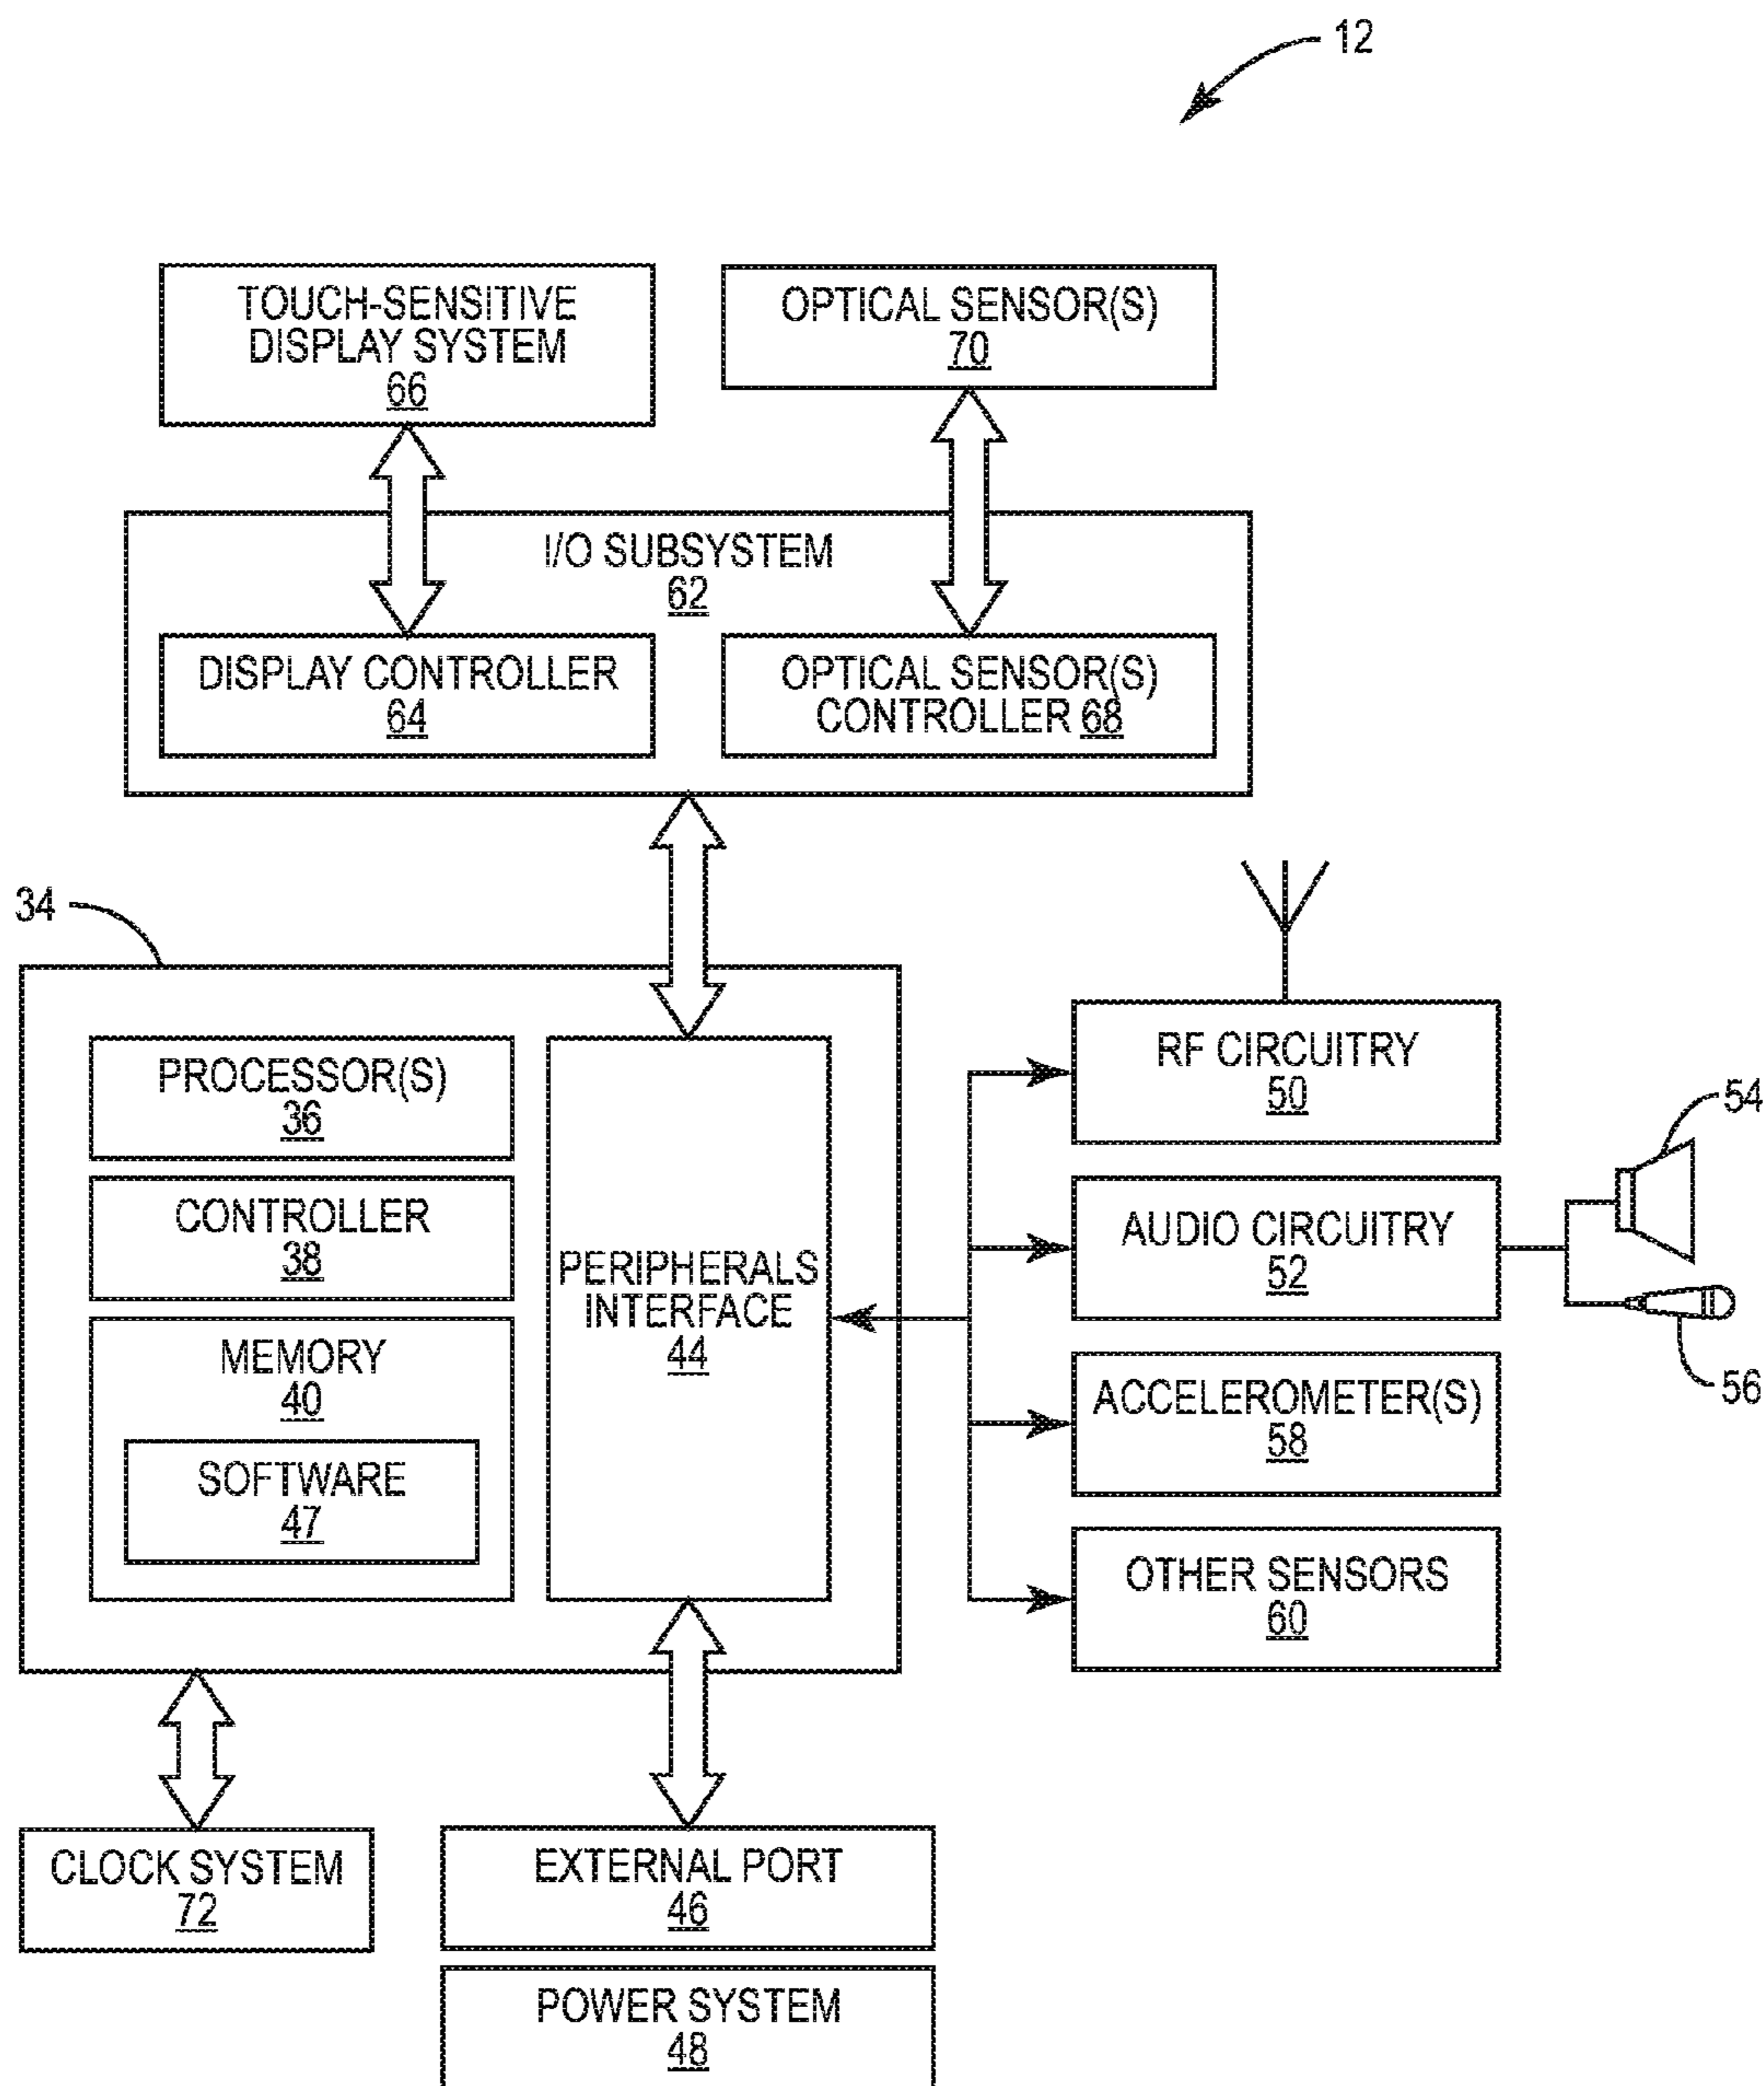 12
TOUCH-SENSITIVE
DISPLAY SYSTEM
66
OPTICAL SENSOR(S)
70
I/O SUBSYSTEM
62
DISPLAY CONTROLLER
64
OPTICAL SENSOR(S)
CONTROLLER 68
34
PROCESSOR(S)
36
CONTROLLER
38
MEMORY
40
SOFTWARE
47
PERIPHERALS
INTERFACE
44
RF CIRCUITRY
50
AUDIO CIRCUITRY
52
54
56
ACCELEROMETER(S)
58
OTHER SENSORS
60
CLOCK SYSTEM
72
EXTERNAL PORT
46
POWER SYSTEM
48